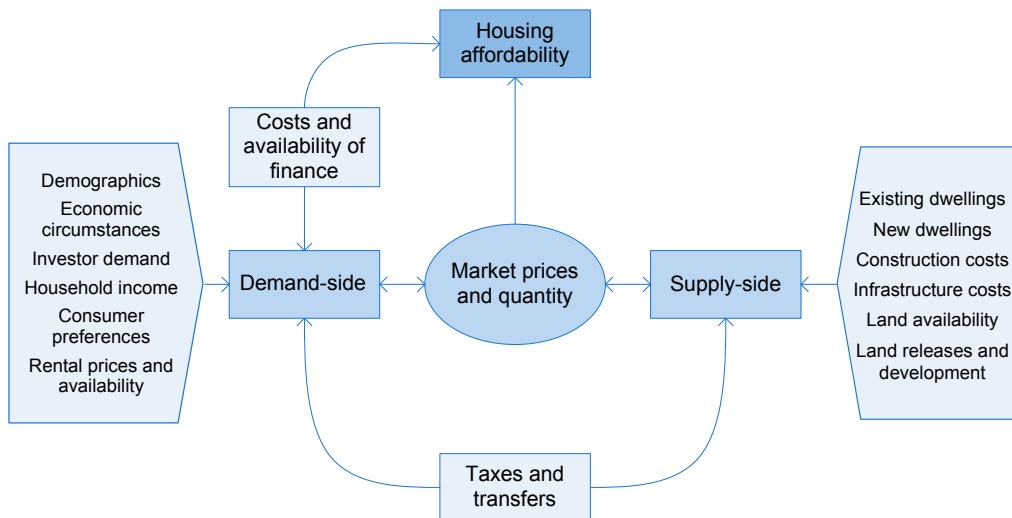 Housing
affordability
Costs and
availability of
finance
Demographics
Economic
circumstances
Investor demand
Household income
Consumer
preferences
Rental prices and
availability
Demand-side
Market prices
and quantity
Supply-side
Existing dwellings
New dwellings
Construction costs
Infrastructure costs
Land availability
Land releases and
development
Taxes and
transfers